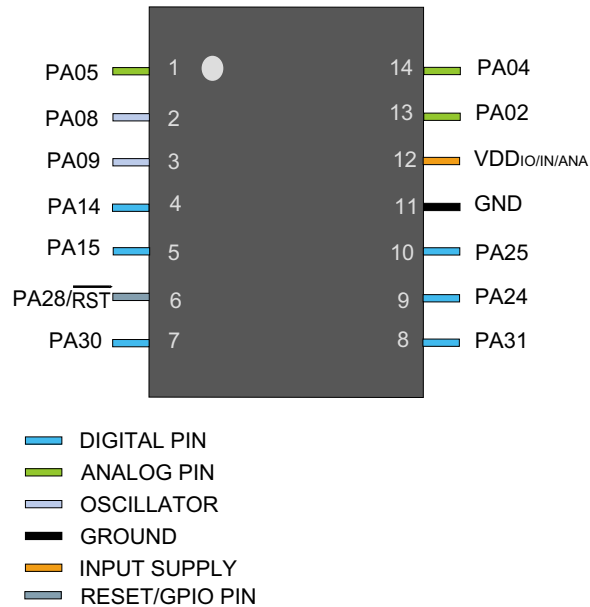 PA05 1 14 PA04
PA08 2 13 PA02
PA09 3 12 VDDIO/IN/ANA
PA14 4 11 GND
PA15 5 10 PA25
PA28/RST 6 9 PA24
PA30 7 8 PA31
DIGITAL PIN
ANALOG PIN
OSCILLATOR
GROUND
INPUT SUPPLY
RESET/GPIO PIN